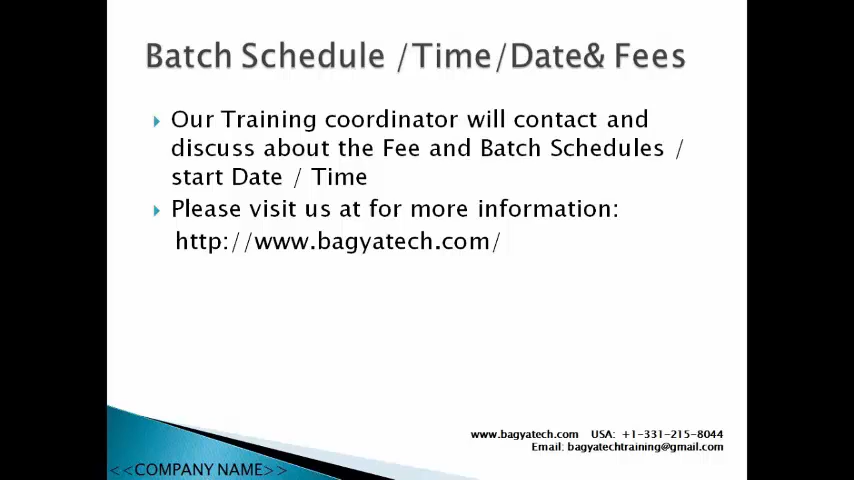 Batch Schedule /Time/Date& Fees
Our Training coordinator will contact and
discuss about the Fee and Batch Schedules /
start Date / Time
Please visit us at for more information:
http://www.bagyatech.com/
www.bagyatech.com USA: +1-331-215-8044
Email: bagyatechtraining@gmail.com
<<COMPANY NAME>>